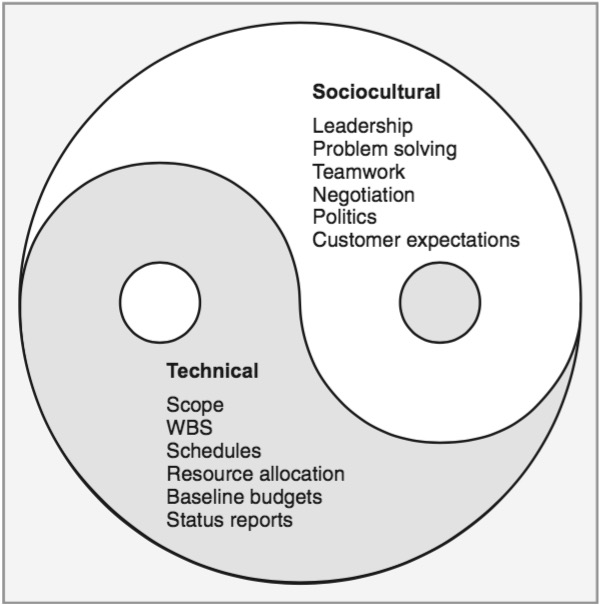 Sociocultural
Leadership
Problem solving
Teamwork
Negotiation
Politics
Customer expectations
Technical
Scope
WBS
Schedules
Resource allocation
Baseline budgets
Status reports